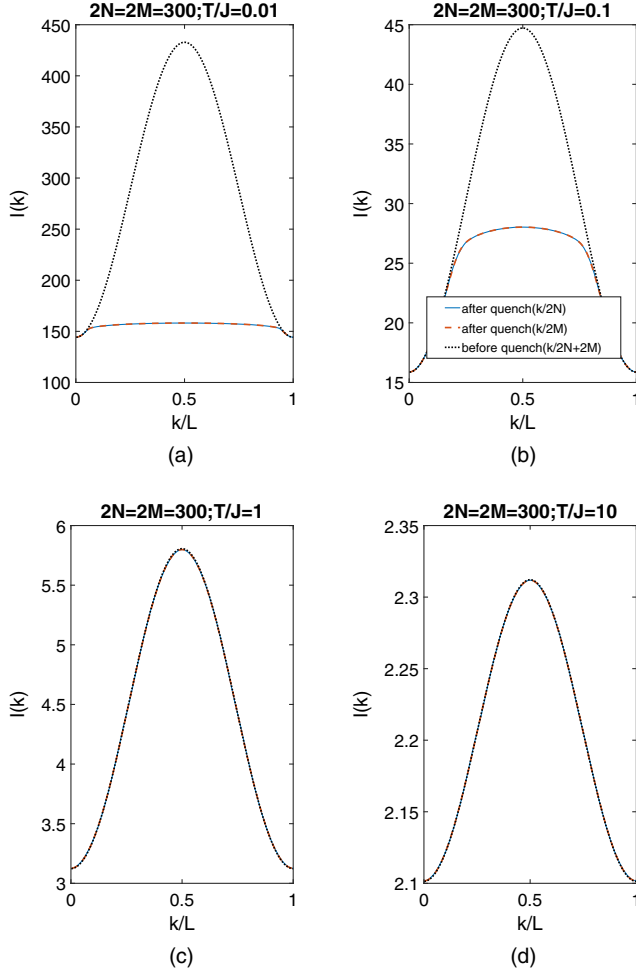 2N=2M=300;T/J=0.01
450
400
350
300
250
200
150
100
I(k)
0
0.5
1
k/L
(a)
2N=2M=300;T/J=0.1
45
40
35
30
25
20
15
I(k)
after quench(k/2N)
after quench(k/2M)
before quench(k/2N+2M)
0
0.5
1
k/L
(b)
2N=2M=300;T/J=1
6
5.5
5
4.5
4
3.5
3
I(k)
0
0.5
1
k/L
(c)
2N=2M=300;T/J=10
2.35
2.3
2.25
2.2
2.15
2.1
I(k)
0
0.5
1
k/L
(d)